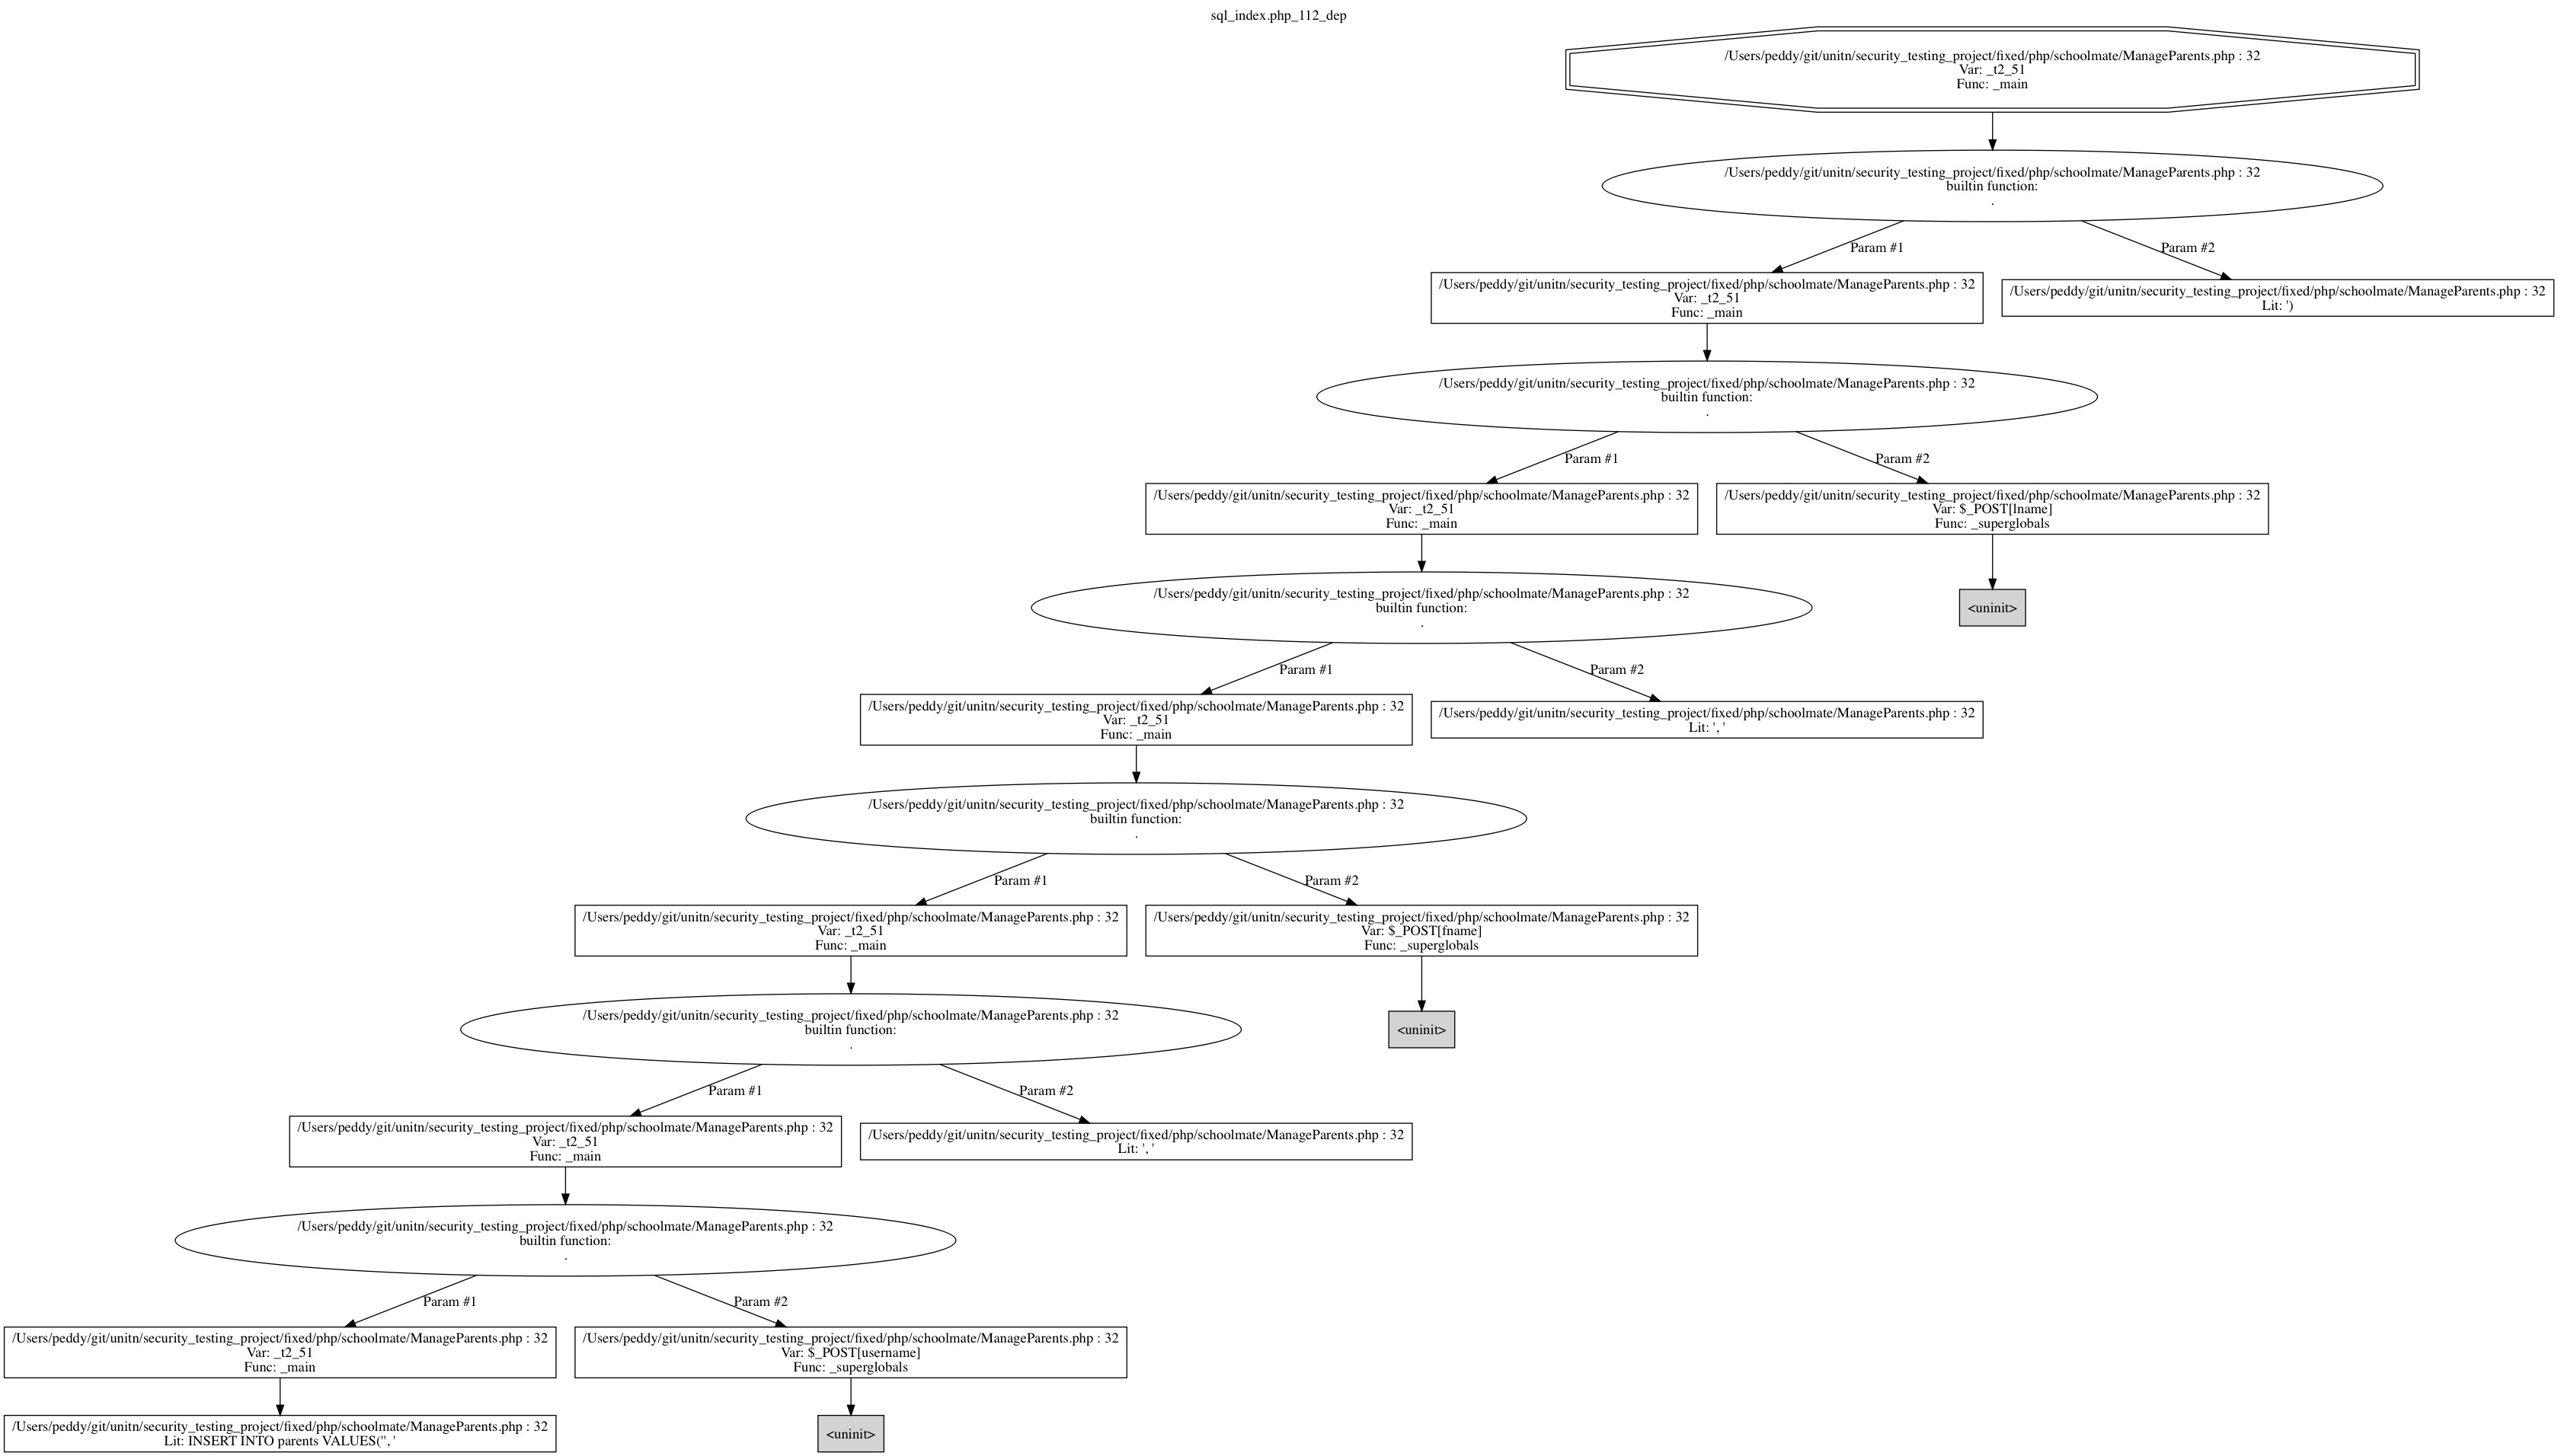 sql_index.php_112_dep
/Users/peddy/git/unitn/security_testing_project/fixed/php/schoolmate/ManageParents.php : 32
Var: _t2_51
Func: _main
/Users/peddy/git/unitn/security_testing_project/fixed/php/schoolmate/ManageParents.php : 32
builtin function:
.
Param #1
Param #2
/Users/peddy/git/unitn/security_testing_project/fixed/php/schoolmate/ManageParents.php : 32
Var: _t2_51
Func: _main
/Users/peddy/git/unitn/security_testing_project/fixed/php/schoolmate/ManageParents.php : 32
Lit: ')
/Users/peddy/git/unitn/security_testing_project/fixed/php/schoolmate/ManageParents.php : 32
builtin function:
.
Param #1
Param #2
/Users/peddy/git/unitn/security_testing_project/fixed/php/schoolmate/ManageParents.php : 32
Var: _t2_51
Func: _main
/Users/peddy/git/unitn/security_testing_project/fixed/php/schoolmate/ManageParents.php : 32
Var: $_POST[lname]
Func: _superglobals
/Users/peddy/git/unitn/security_testing_project/fixed/php/schoolmate/ManageParents.php : 32
builtin function:
.
<uninit>
Param #1
Param #2
/Users/peddy/git/unitn/security_testing_project/fixed/php/schoolmate/ManageParents.php : 32
Var: _t2_51
Func: _main
/Users/peddy/git/unitn/security_testing_project/fixed/php/schoolmate/ManageParents.php : 32
Lit: ', '
/Users/peddy/git/unitn/security_testing_project/fixed/php/schoolmate/ManageParents.php : 32
builtin function:
.
Param #1
Param #2
/Users/peddy/git/unitn/security_testing_project/fixed/php/schoolmate/ManageParents.php : 32
Var: _t2_51
Func: _main
/Users/peddy/git/unitn/security_testing_project/fixed/php/schoolmate/ManageParents.php : 32
Var: $_POST[fname]
Func: _superglobals
/Users/peddy/git/unitn/security_testing_project/fixed/php/schoolmate/ManageParents.php : 32
builtin function:
.
<uninit>
Param #1
Param #2
/Users/peddy/git/unitn/security_testing_project/fixed/php/schoolmate/ManageParents.php : 32
Var: _t2_51
Func: _main
/Users/peddy/git/unitn/security_testing_project/fixed/php/schoolmate/ManageParents.php : 32
Lit: ', '
/Users/peddy/git/unitn/security_testing_project/fixed/php/schoolmate/ManageParents.php : 32
builtin function:
.
Param #1
Param #2
/Users/peddy/git/unitn/security_testing_project/fixed/php/schoolmate/ManageParents.php : 32
Var: _t2_51
Func: _main
/Users/peddy/git/unitn/security_testing_project/fixed/php/schoolmate/ManageParents.php : 32
Var: $_POST[username]
Func: _superglobals
/Users/peddy/git/unitn/security_testing_project/fixed/php/schoolmate/ManageParents.php : 32
Lit: INSERT INTO parents VALUES('', '
<uninit>